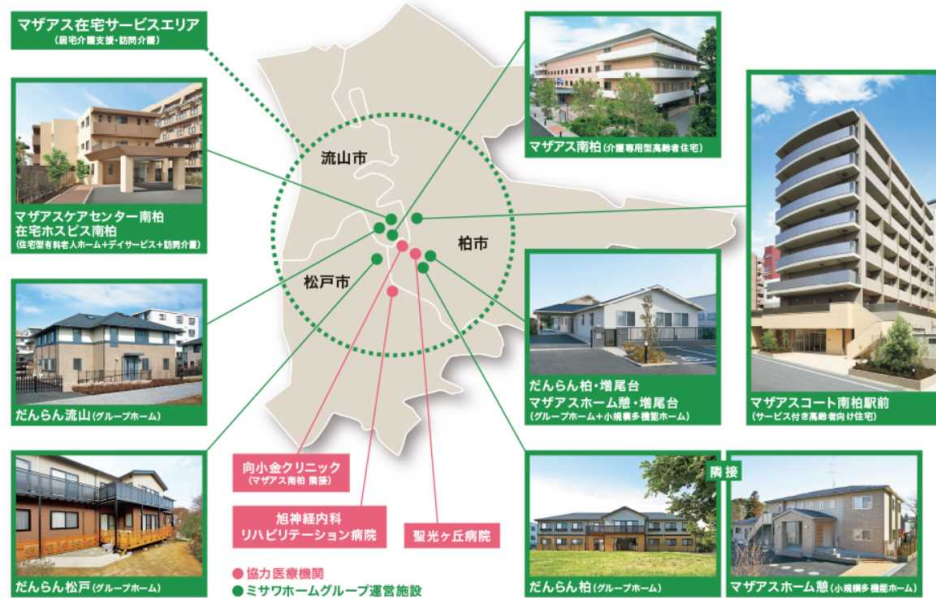 マザアス在宅サービスエリア
(居宅介護支援・訪問介護)
マザアスケアセンター南柏
在宅ホスピス南柏
(住宅型有料老人ホーム+デイサービス+訪問介護)
だんらん流山(グループホーム)
だんらん松戸(グループホーム)
流山市
柏市
松戸市
マザアス南柏(介護専用型高齢者住宅)
だんらん柏・増尾台
マザアスホーム憩・増尾台
(グループホーム+小規模多機能ホーム)
マザアスコート南柏駅前
(サービス付き高齢者向け住宅)
向小金クリニック
(マザアス南柏 隣接)
旭神経内科
リハビリテーション病院
聖光ヶ丘病院
隣接
だんらん柏(グループホーム)
マザアスホーム憩(小規模多機能ホーム)
●協力医療機関
●ミサワホームグループ運営施設